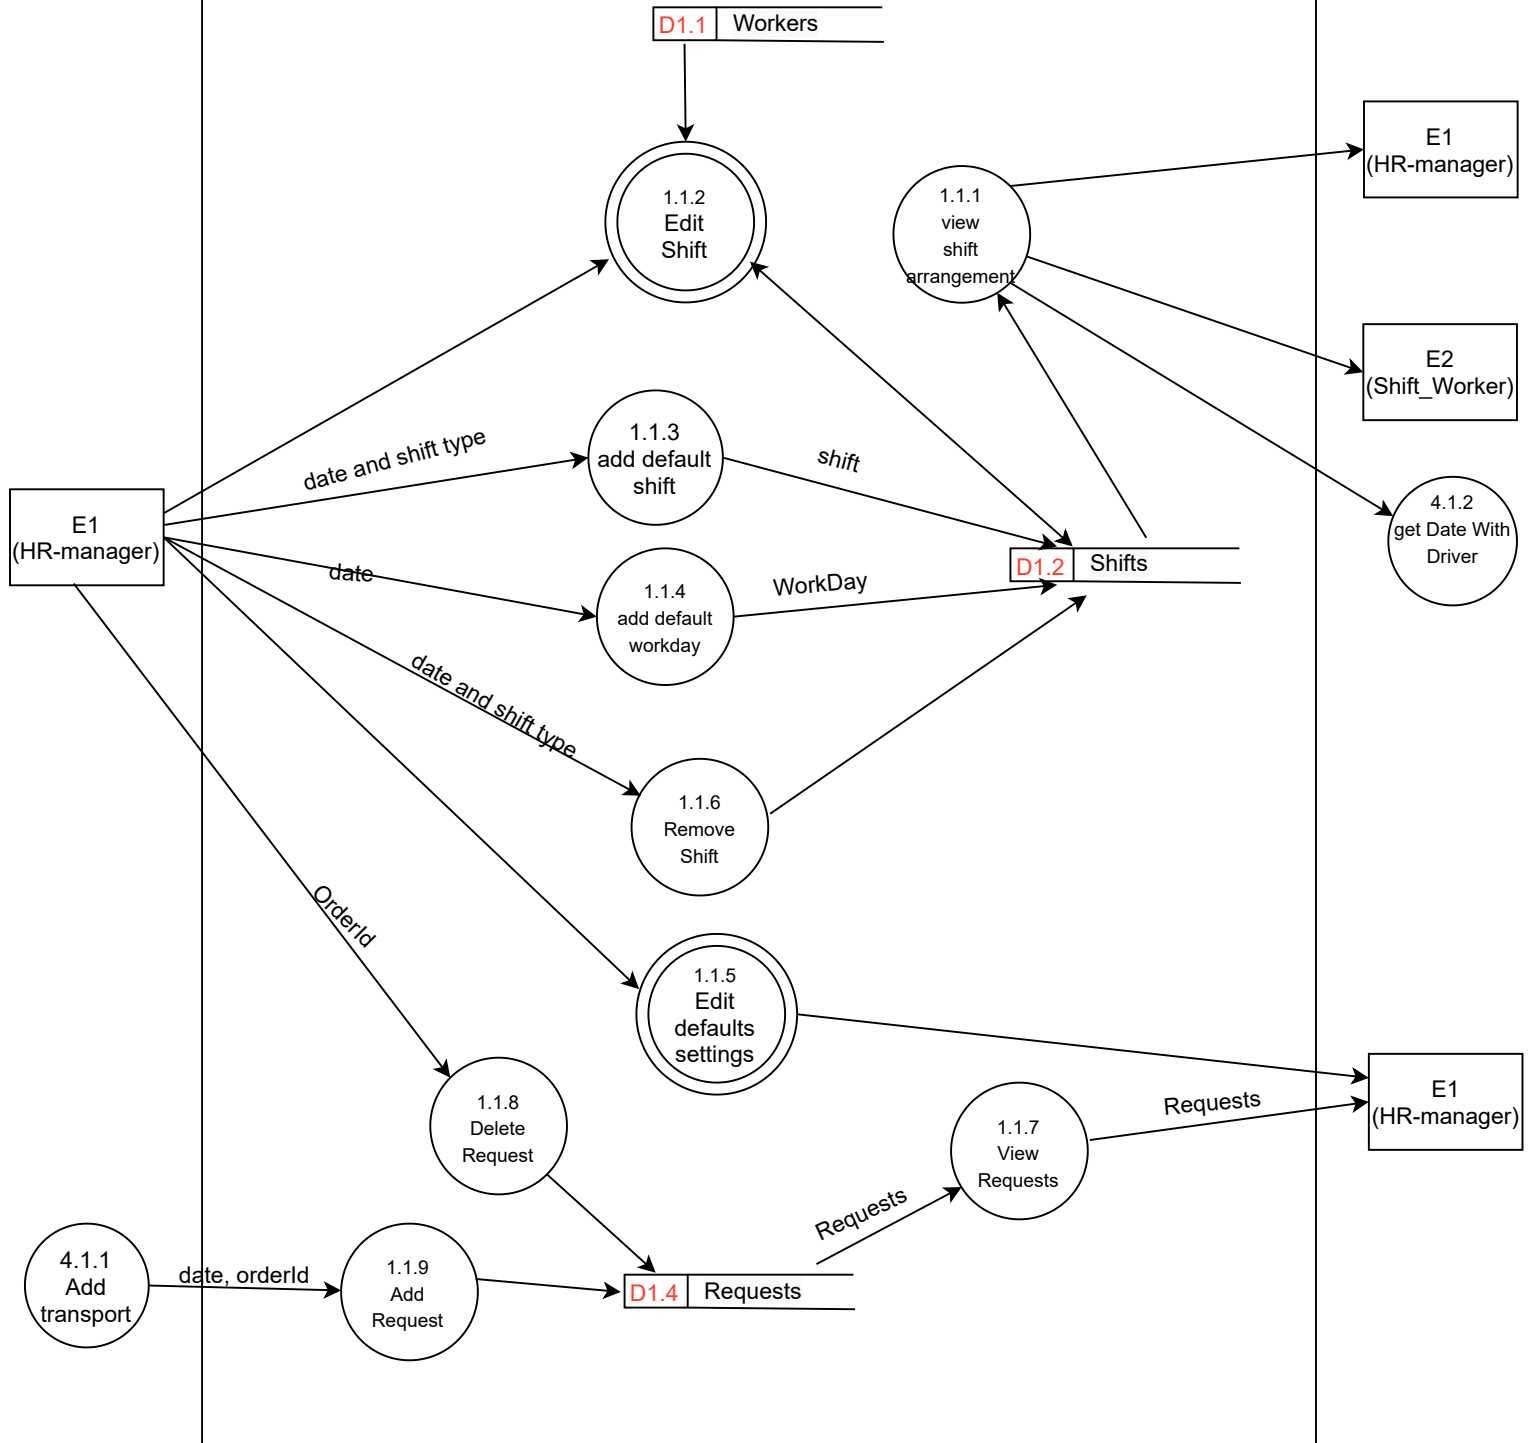 D1.1 Workers
1.1.2
Edit
Shift
1.1.1
view
shift
arrangement
E1
(HR-manager)
E2
(Shift_Worker)
date and shift type
1.1.3
add default
shift
shift
4.1.2
get Date With
Driver
E1
(HR-manager)
date
1.1.4
add default
workday
WorkDay
D1.2 Shifts
date and shift type
1.1.6
Remove
Shift
OrderId
1.1.5
Edit
defaults
settings
1.1.8
Delete
Request
1.1.7
View
Requests
Requests
E1
(HR-manager)
Requests
4.1.1
Add
transport
date, orderId
1.1.9
Add
Request
D1.4 Requests